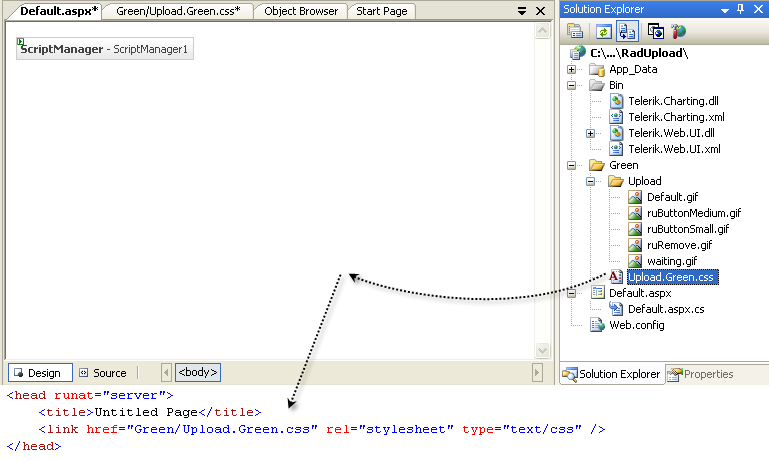 Default.aspx*
Green/Upload.Green.css*
Object Browser
Start Page
ScriptManager - ScriptManager1
Design
Source
<body>
Solution Explorer
C:\...\RadUpload\
App_Data
Bin
Telerik.Charting.dll
Telerik.Charting.xml
Telerik.Web.UI.dll
Telerik.Web.UI.xml
Green
Upload
Default.gif
ruButtonMedium.gif
ruButtonSmall.gif
ruRemove.gif
waiting.gif
Upload.Green.css
Default.aspx
Default.aspx.cs
Web.config
Solution Explorer
Properties
<head runat="server">
<title>Untitled Page</title>
<link href="Green/Upload.Green.css" rel="stylesheet" type="text/css" />
</head>